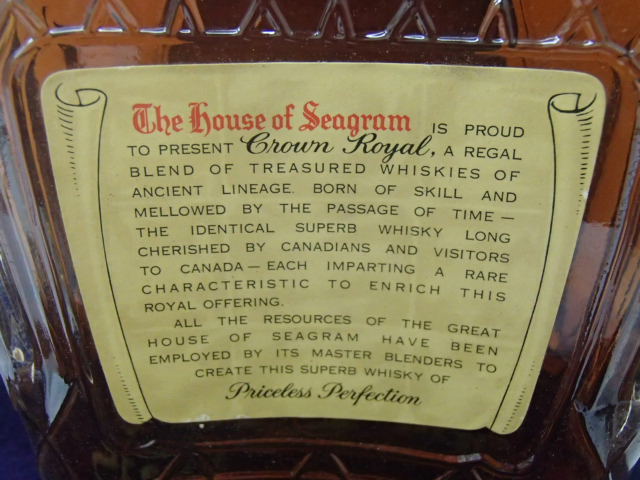 The House of Seagram IS PROUD
TO PRESENT Crown Royal, A REGAL
BLEND OF TREASURED WHISKIES OF
ANCIENT LINEAGE. BORN OF SKILL AND
MELLOWED BY THE PASSAGE OF TIME —
THE IDENTICAL SUPERB WHISKY LONG
CHERISHED BY CANADIANS AND VISITORS
TO CANADA — EACH IMPARTING A RARE
CHARACTERISTIC TO ENRICH THIS
ROYAL OFFERING.
ALL THE RESOURCES OF THE GREAT
HOUSE OF SEAGRAM HAVE BEEN
EMPLOYED BY ITS MASTER BLENDERS TO
CREATE THIS SUPERB WHISKY OF
Priceless Perfection